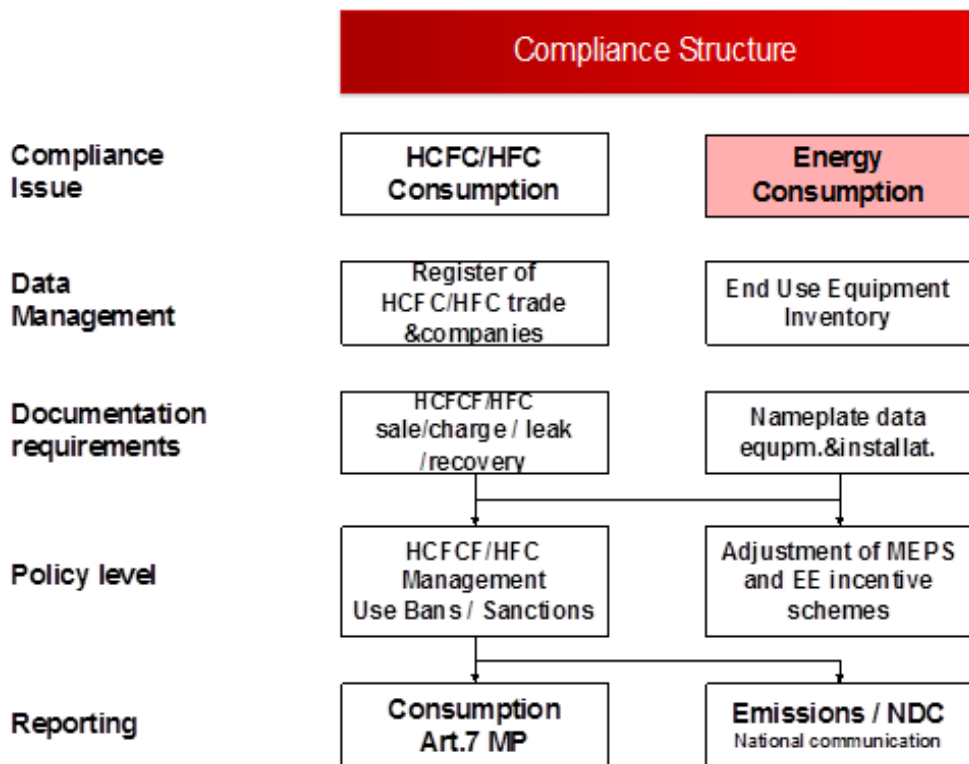 Compliance Structure
Compliance
Issue
HCFC/HFC
Consumption
Energy
Consumption
Data
Management
Register of
HCFC/HFC trade
&companies
End Use Equipment
Inventory
Documentation
requirements
HCFCF/HFC
sale/charge / leak
/recovery
Nameplate data
equpm.&installat.
Policy level
HCFCF/HFC
Management
Use Bans / Sanctions
Adjustment of MEPS
and EE incentive
schemes
Reporting
Consumption
Art.7 MP
Emissions / NDC
National communication